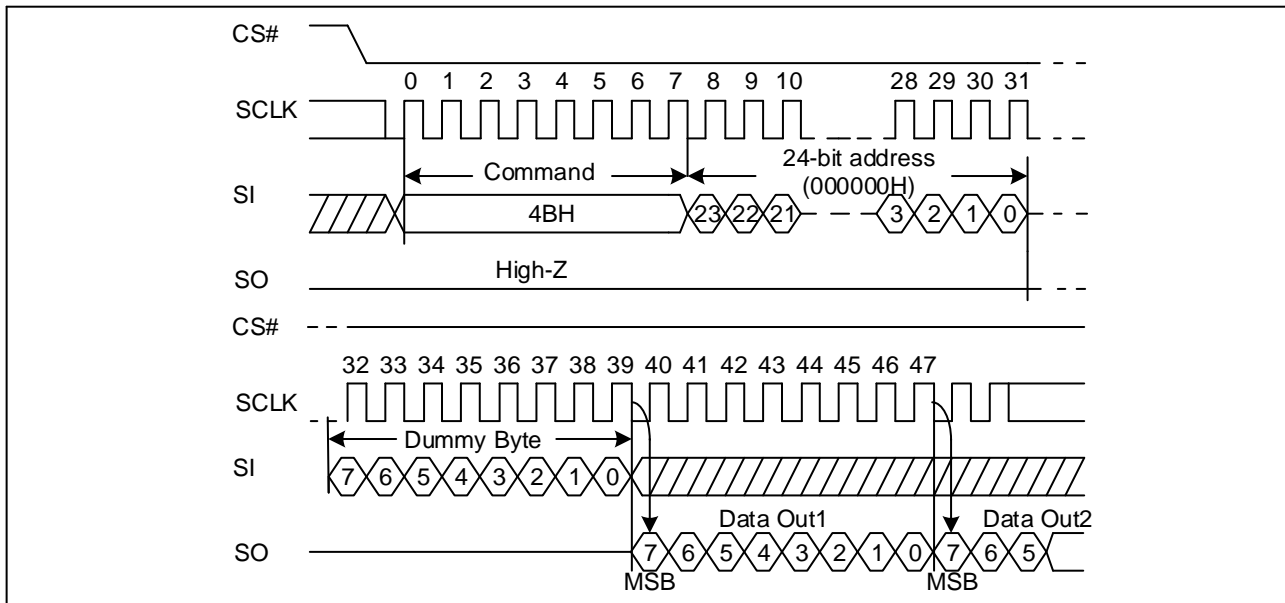 CS#
0 1 2 3 4 5 6 7 8 9 10 28 29 30 31
SCLK
Command
24-bit address
(000000H)
SI
4BH
23 22 21 3 2 1 0
High-Z
SO
CS#
32 33 34 35 36 37 38 39 40 41 42 43 44 45 46 47
SCLK
Dummy Byte
SI
7 6 5 4 3 2 1 0
Data Out1 Data Out2
SO
7 6 5 4 3 2 1 0 7 6 5
MSB MSB